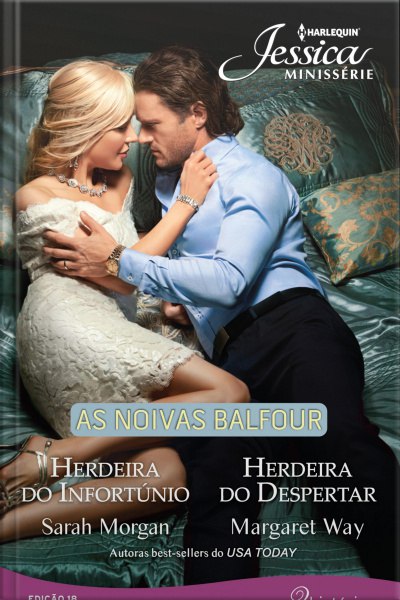 HARLEQUIN
Jessica
MINISSÉRIE
AS NOIVAS BALFOUR
HERDEIRA
DO INFORTÚNIO
Sarah Morgan
HERDEIRA
DO DESPERTAR
Margaret Way
Autoras best-sellers do USA TODAY
EDIÇÃO 18